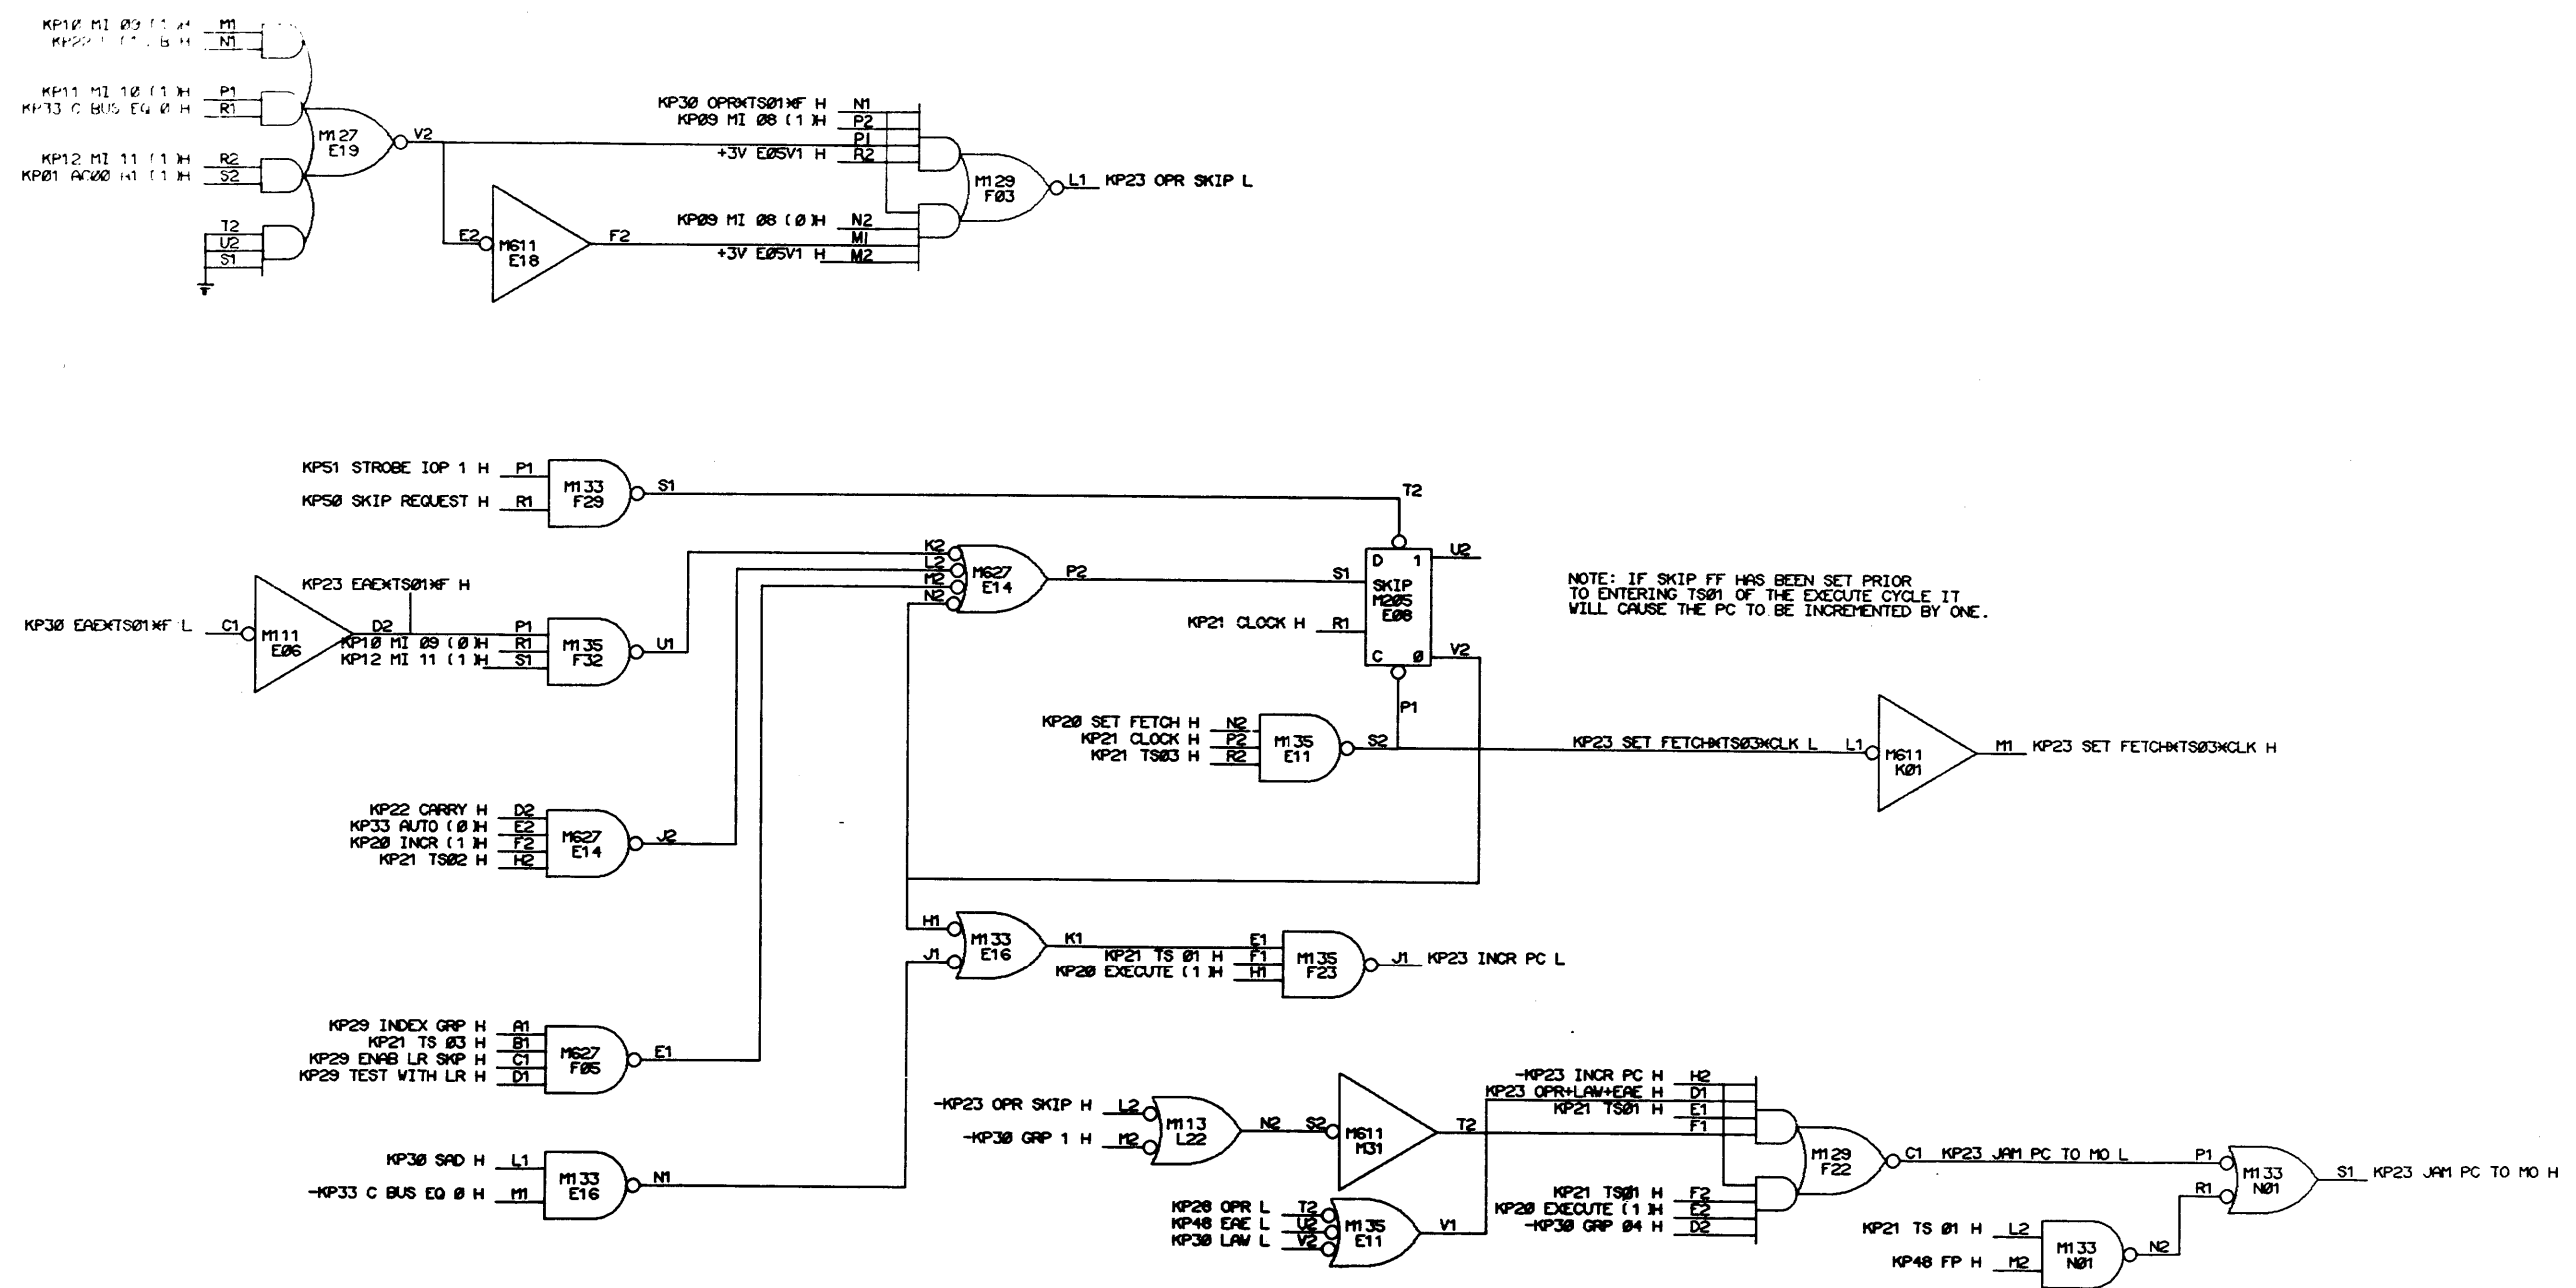 KP10 MI 09 (1)H M1
B H N1
KP11 MI 10 (1)H P1
KP33 C BUS EQ 0 H R1
M127
E19
V2
KP12 MI 11 (1)H R2
KP01 AC00 (1)H S2
T2
U2
S1
E2
M611
E18
F2
KP30 OPR*TS01*F H N1
KP09 MI 08 (1)H P2
P1
+3V E05V1 H R2
M129
F03
L1 KP23 OPR SKIP L
KP09 MI 08 (0)H N2
M1
+3V E05V1 H M2
KP51 STROBE IOP 1 H P1
KP50 SKIP REQUEST H R1
M133
F29
S1
T2
KP23 EAE*TS01*F H
KP30 EAE*TS01*F L C1
M111
E06
D2
P1
KP10 MI 09 (0)H R1
KP12 MI 11 (1)H S1
M135
F32
U1
K2
L2
M2
N2
M627
E14
P2
S1
D 1
SKIP
M205
E08
C 0
U2
V2
KP21 CLOCK H R1
P1
NOTE: IF SKIP FF HAS BEEN SET PRIOR
TO ENTERING TS01 OF THE EXECUTE CYCLE IT
WILL CAUSE THE PC TO BE INCREMENTED BY ONE.
KP20 SET FETCH H N2
KP21 CLOCK H P2
KP21 TS03 H R2
M135
E11
S2
KP23 SET FETCH*TS03*CLK L L1
M611
K01
M1 KP23 SET FETCH*TS03*CLK H
KP22 CARRY H D2
KP33 AUTO (0)H E2
KP20 INCR (1)H F2
KP21 TS02 H H2
M627
E14
J2
H1
J1
M133
E16
K1
E1
KP21 TS 01 H F1
KP20 EXECUTE (1)H H1
M135
F23
J1 KP23 INCR PC L
KP29 INDEX GRP H A1
KP21 TS 03 H B1
KP29 ENAB LR SKP H C1
KP29 TEST WITH LR H D1
M627
F05
E1
KP30 SAD H L1
-KP33 C BUS EQ 0 H M1
M133
E16
N1
-KP23 OPR SKIP H L2
-KP30 GRP 1 H M2
M113
L22
N2
S2
M611
M31
T2
KP28 OPR L T2
KP48 EAE L U2
KP30 LAW L V2
M135
E11
V1
-KP23 INCR PC H H2
KP23 OPR+LAW+EAE H D1
KP21 TS01 H E1
F1
KP21 TS01 H F2
KP20 EXECUTE (1)H E2
-KP30 GRP 04 H D2
M129
F22
C1 KP23 JAM PC TO MO L P1
R1
M133
N01
S1 KP23 JAM PC TO MO H
KP21 TS 01 H L2
KP48 FP H M2
M133
N01
N2